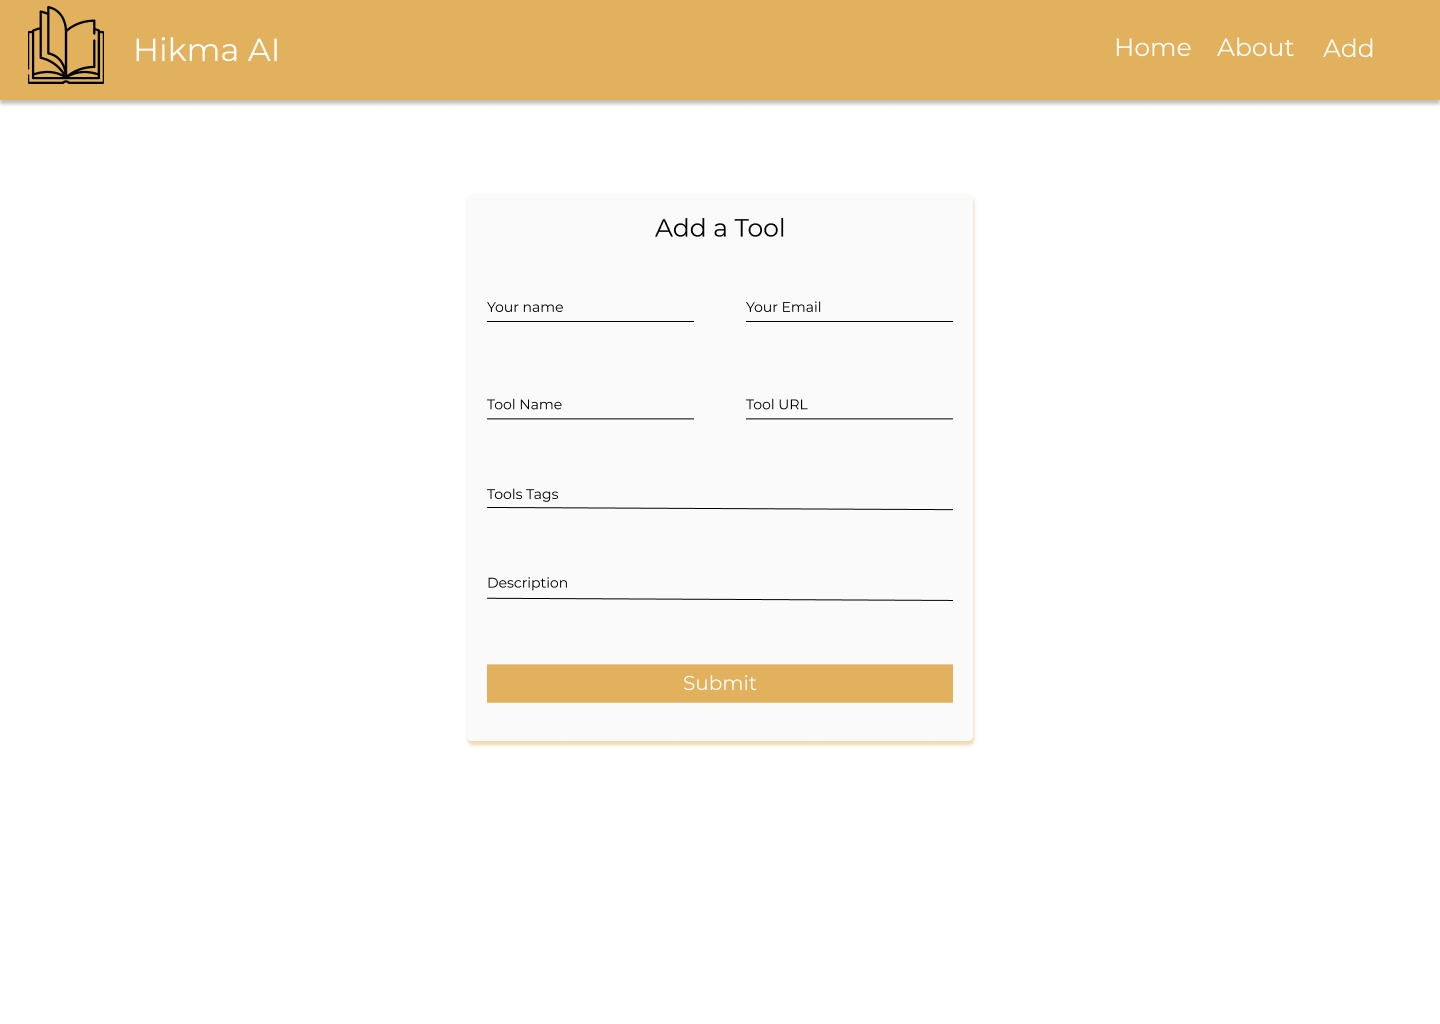 Hikma AI
Home About Add
Add a Tool
Your name Your Email
Tool Name Tool URL
Tools Tags
Description
Submit